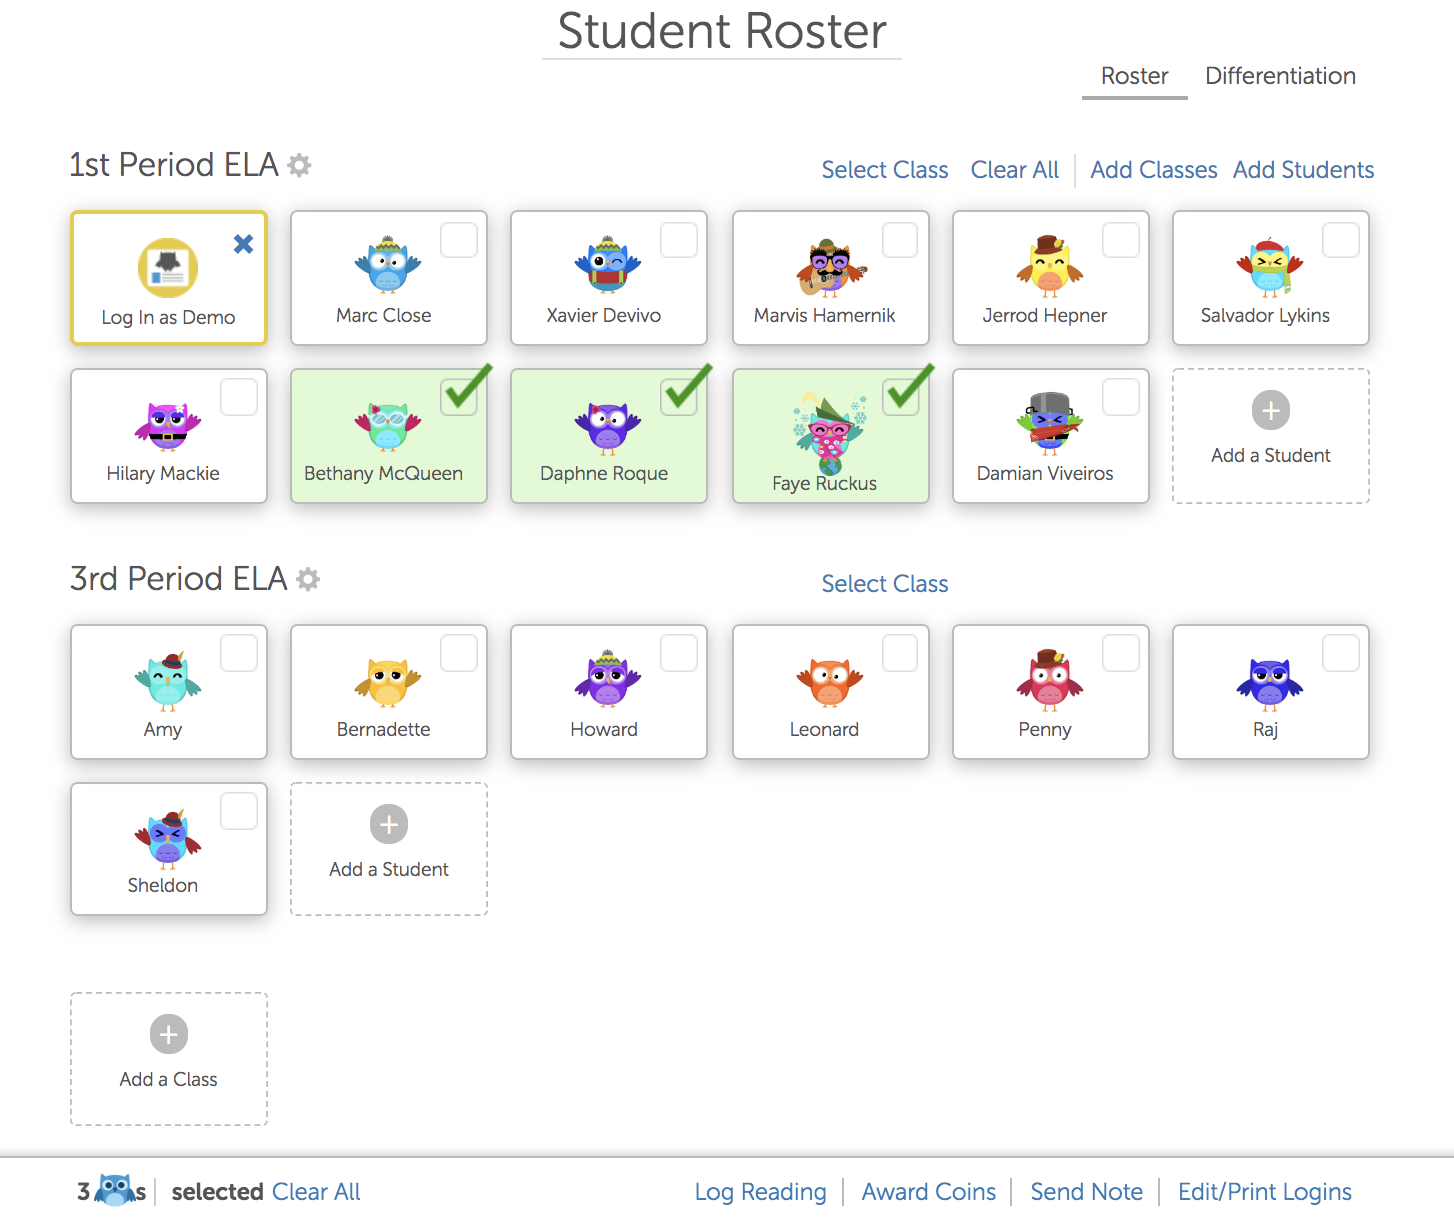 Student Roster
Roster Differentiation
1st Period ELA Select Class Clear All Add Classes Add Students
Log In as Demo Marc Close Xavier Devivo Marvis Hamernik Jerrod Hepner Salvador Lykins
Hilary Mackie Bethany McQueen Daphne Roque Faye Ruckus Damian Viveiros Add a Student
3rd Period ELA Select Class
Amy Bernadette Howard Leonard Penny Raj
Sheldon Add a Student
Add a Class
3 s selected Clear All Log Reading Award Coins Send Note Edit/Print Logins